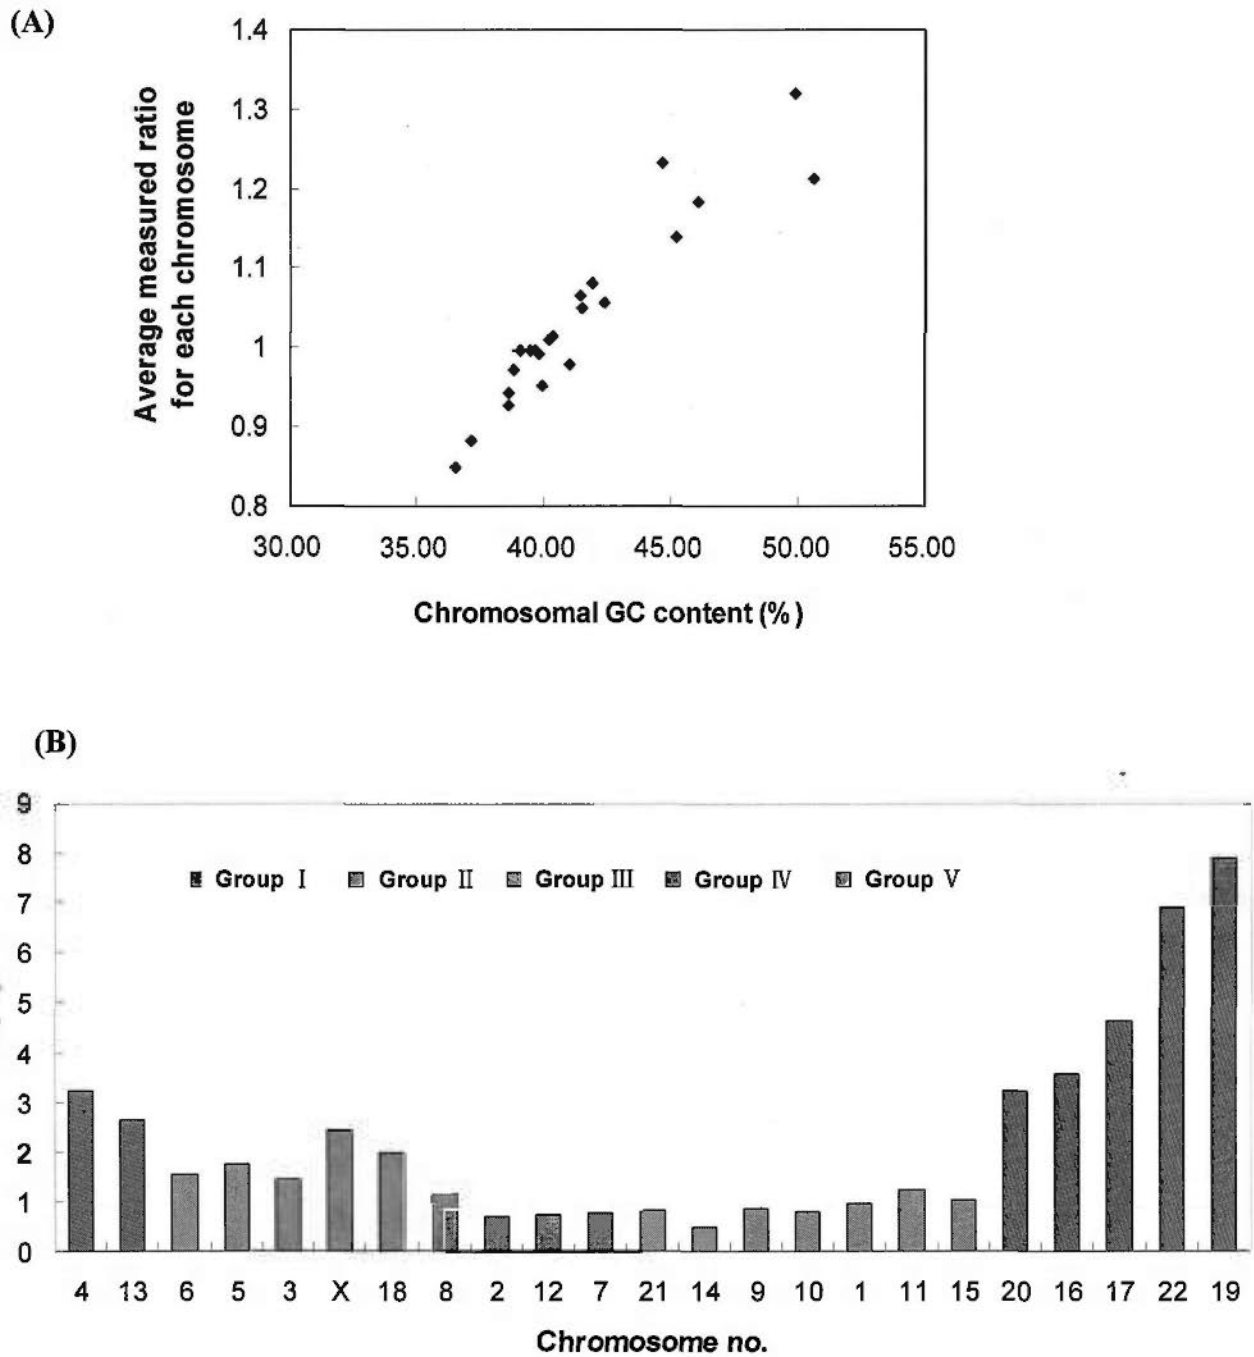 (A)
1.4
1.3
1.2
1.1
1
0.9
0.8
Average measured ratio
for each chromosome
30.00 35.00 40.00 45.00 50.00 55.00
Chromosomal GC content (%)
(B)
9
8
7
6
5
4
3
2
1
0
Group I Group II Group III Group IV Group V
4 13 6 5 3 X 18 8 2 12 7 21 14 9 10 1 11 15 20 16 17 22 19
Chromosome no.